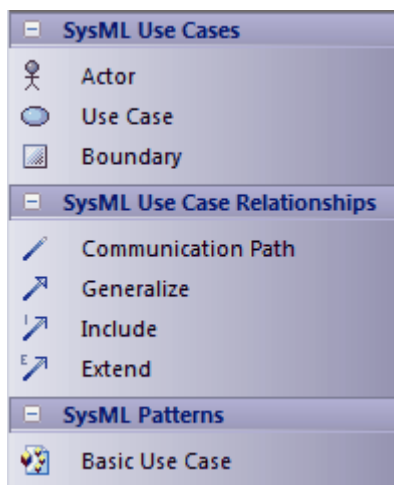 SysML Use Cases
Actor
Use Case
Boundary
SysML Use Case Relationships
Communication Path
Generalize
I
Include
E
Extend
SysML Patterns
Basic Use Case